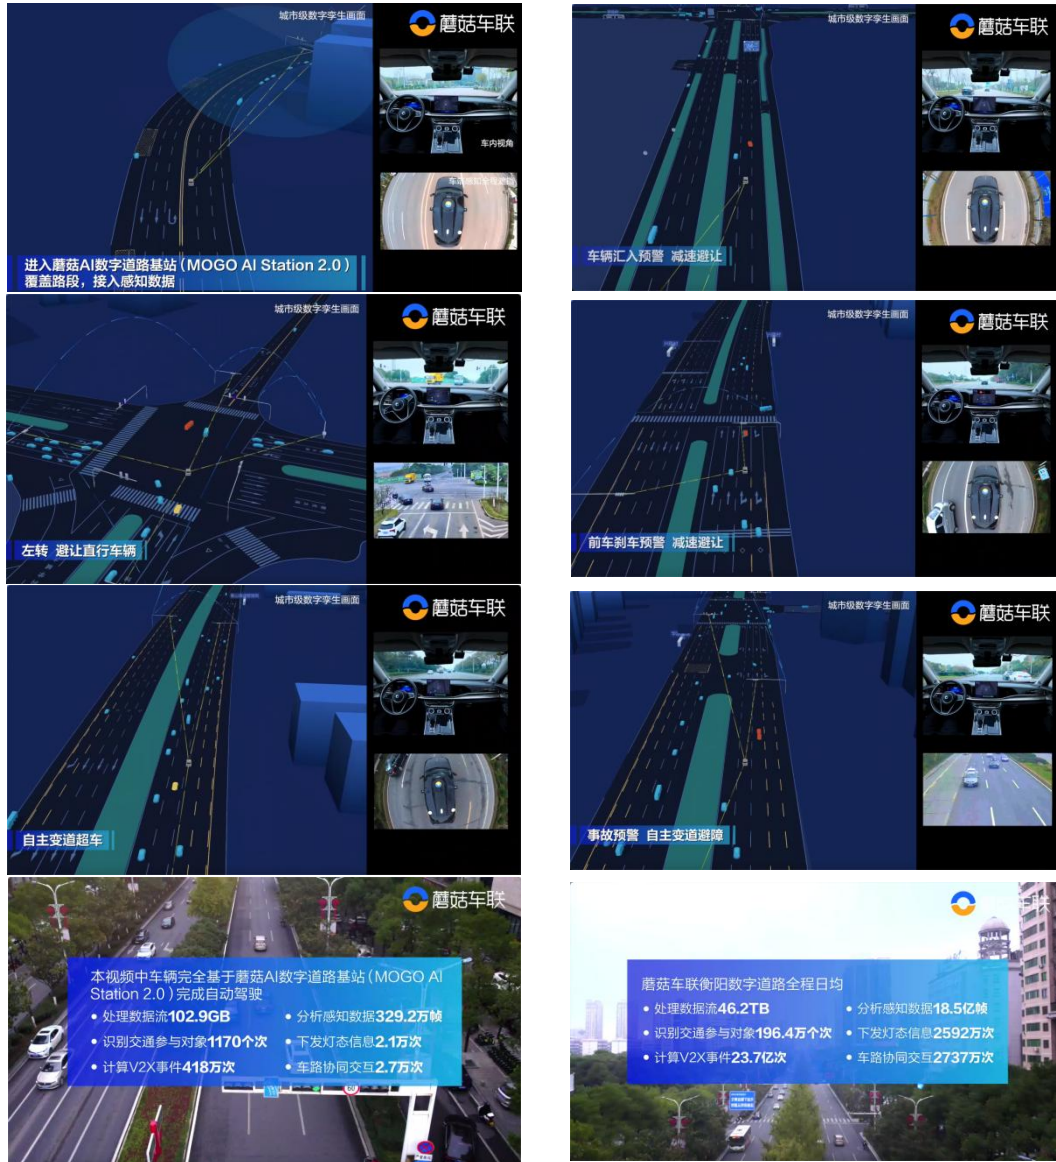 城市级数字孪生画面
蘑菇车联
车内视角
进入蘑菇AI数字道路基站（MOGO AI Station 2.0）
覆盖路段，接入感知数据
城市级数字孪生画面
蘑菇车联
车辆汇入预警 减速避让
城市级数字孪生画面
蘑菇车联
左转 避让直行车辆
城市级数字孪生画面
蘑菇车联
前车刹车预警 减速避让
城市级数字孪生画面
蘑菇车联
自主变道超车
城市级数字孪生画面
蘑菇车联
事故预警 自主变道避障
蘑菇车联
本视频中车辆完全基于蘑菇AI数字道路基站（MOGO AI
Station 2.0）完成自动驾驶
• 处理数据流102.9GB
• 分析感知数据329.2万帧
• 识别交通参与对象1170个次
• 下发灯态信息2.1万次
• 计算V2X事件418万次
• 车路协同交互2.7万次
60
车联
蘑菇车联衡阳数字道路全程日均
• 处理数据流46.2TB
• 分析感知数据18.5亿帧
• 识别交通参与对象196.4万个次
• 下发灯态信息2592万次
• 计算V2X事件23.7亿次
• 车路协同交互2737万次